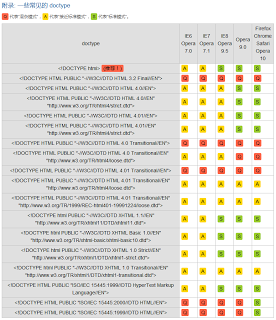 附录: 一些常见的 doctype
Q 代表"混杂模式", A 代表"接近标准模式", S 代表"标准模式".
doctype IE6 Opera 7.0 IE7 Opera 7.1 IE8 Opera 9.5 Opera 9.0 Firefox Chrome Safari Opera 10
<!DOCTYPE html> A A S S S
<!DOCTYPE HTML PUBLIC "-//W3C//DTD HTML 3.2 Final//EN"> Q Q Q Q Q
<!DOCTYPE HTML PUBLIC "-//W3C//DTD HTML 4.0//EN"> A A S S S
<!DOCTYPE HTML PUBLIC "-//W3C//DTD HTML 4.0//EN"
"http://www.w3.org/TR/html4/strict.dtd"> A A S S S
<!DOCTYPE HTML PUBLIC "-//W3C//DTD HTML 4.01//EN"> A A S S S
<!DOCTYPE HTML PUBLIC "-//W3C//DTD HTML 4.01//EN"
"http://www.w3.org/TR/html4/strict.dtd"> A A S S S
<!DOCTYPE HTML PUBLIC "-//W3C//DTD HTML 4.0 Transitional//EN"
"http://www.w3.org/TR/html4/loose.dtd">
<!DOCTYPE HTML PUBLIC "-//W3C//DTD HTML 4.01 Transitional//EN"> Q Q Q Q Q
<!DOCTYPE HTML PUBLIC "-//W3C//DTD HTML 4.01 Transitional//EN"
"http://www.w3.org/TR/html4/loose.dtd"> A A A A A
<!DOCTYPE HTML PUBLIC "-//W3C//DTD HTML 4.01 Transitional//EN"
"http://www.w3.org/TR/1999/REC-html401-19991224/loose.dtd"> A A A A A
<!DOCTYPE html PUBLIC "-//W3C//DTD XHTML 1.1//EN"
"http://www.w3.org/TR/xhtml11/DTD/xhtml11.dtd"> A A S S S
<!DOCTYPE html PUBLIC "-//W3C//DTD XHTML Basic 1.0//EN"
"http://www.w3.org/TR/xhtml-basic/xhtml-basic10.dtd"> A A S S S
<!DOCTYPE html PUBLIC "-//W3C//DTD XHTML 1.0 Strict//EN"
"http://www.w3.org/TR/xhtml1/DTD/xhtml1-strict.dtd"> A A S S S
<!DOCTYPE html PUBLIC "-//W3C//DTD XHTML 1.0 Transitional//EN"
"http://www.w3.org/TR/xhtml1/DTD/xhtml1-transitional.dtd"> A A A A A
<!DOCTYPE HTML PUBLIC "ISO/IEC 15445:1999//DTD HyperText Markup
Language//EN"> A A S S S
<!DOCTYPE HTML PUBLIC "ISO/IEC 15445:2000//DTD HTML//EN"> Q Q Q Q S
<!DOCTYPE HTML PUBLIC "ISO/IEC 15445:1999//DTD HTML//EN"> Q Q Q Q S